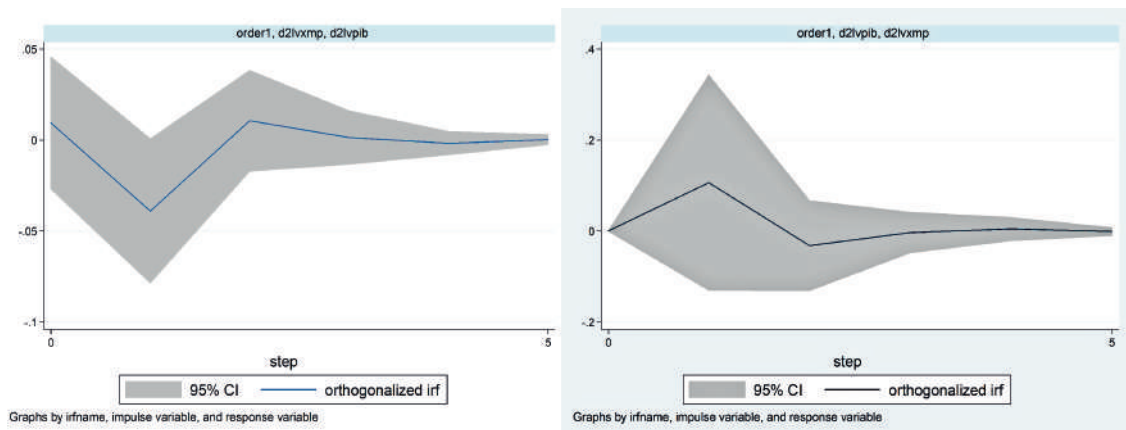 order1, d2lvxmp, d2lvpib
.05
0
-.05
-.1
0
5
step
95% CI
orthogonalized irf
Graphs by irfname, impulse variable, and response variable
order1, d2lvpib, d2lvxmp
.4
.2
0
-.2
0
5
step
95% CI
orthogonalized irf
Graphs by irfname, impulse variable, and response variable